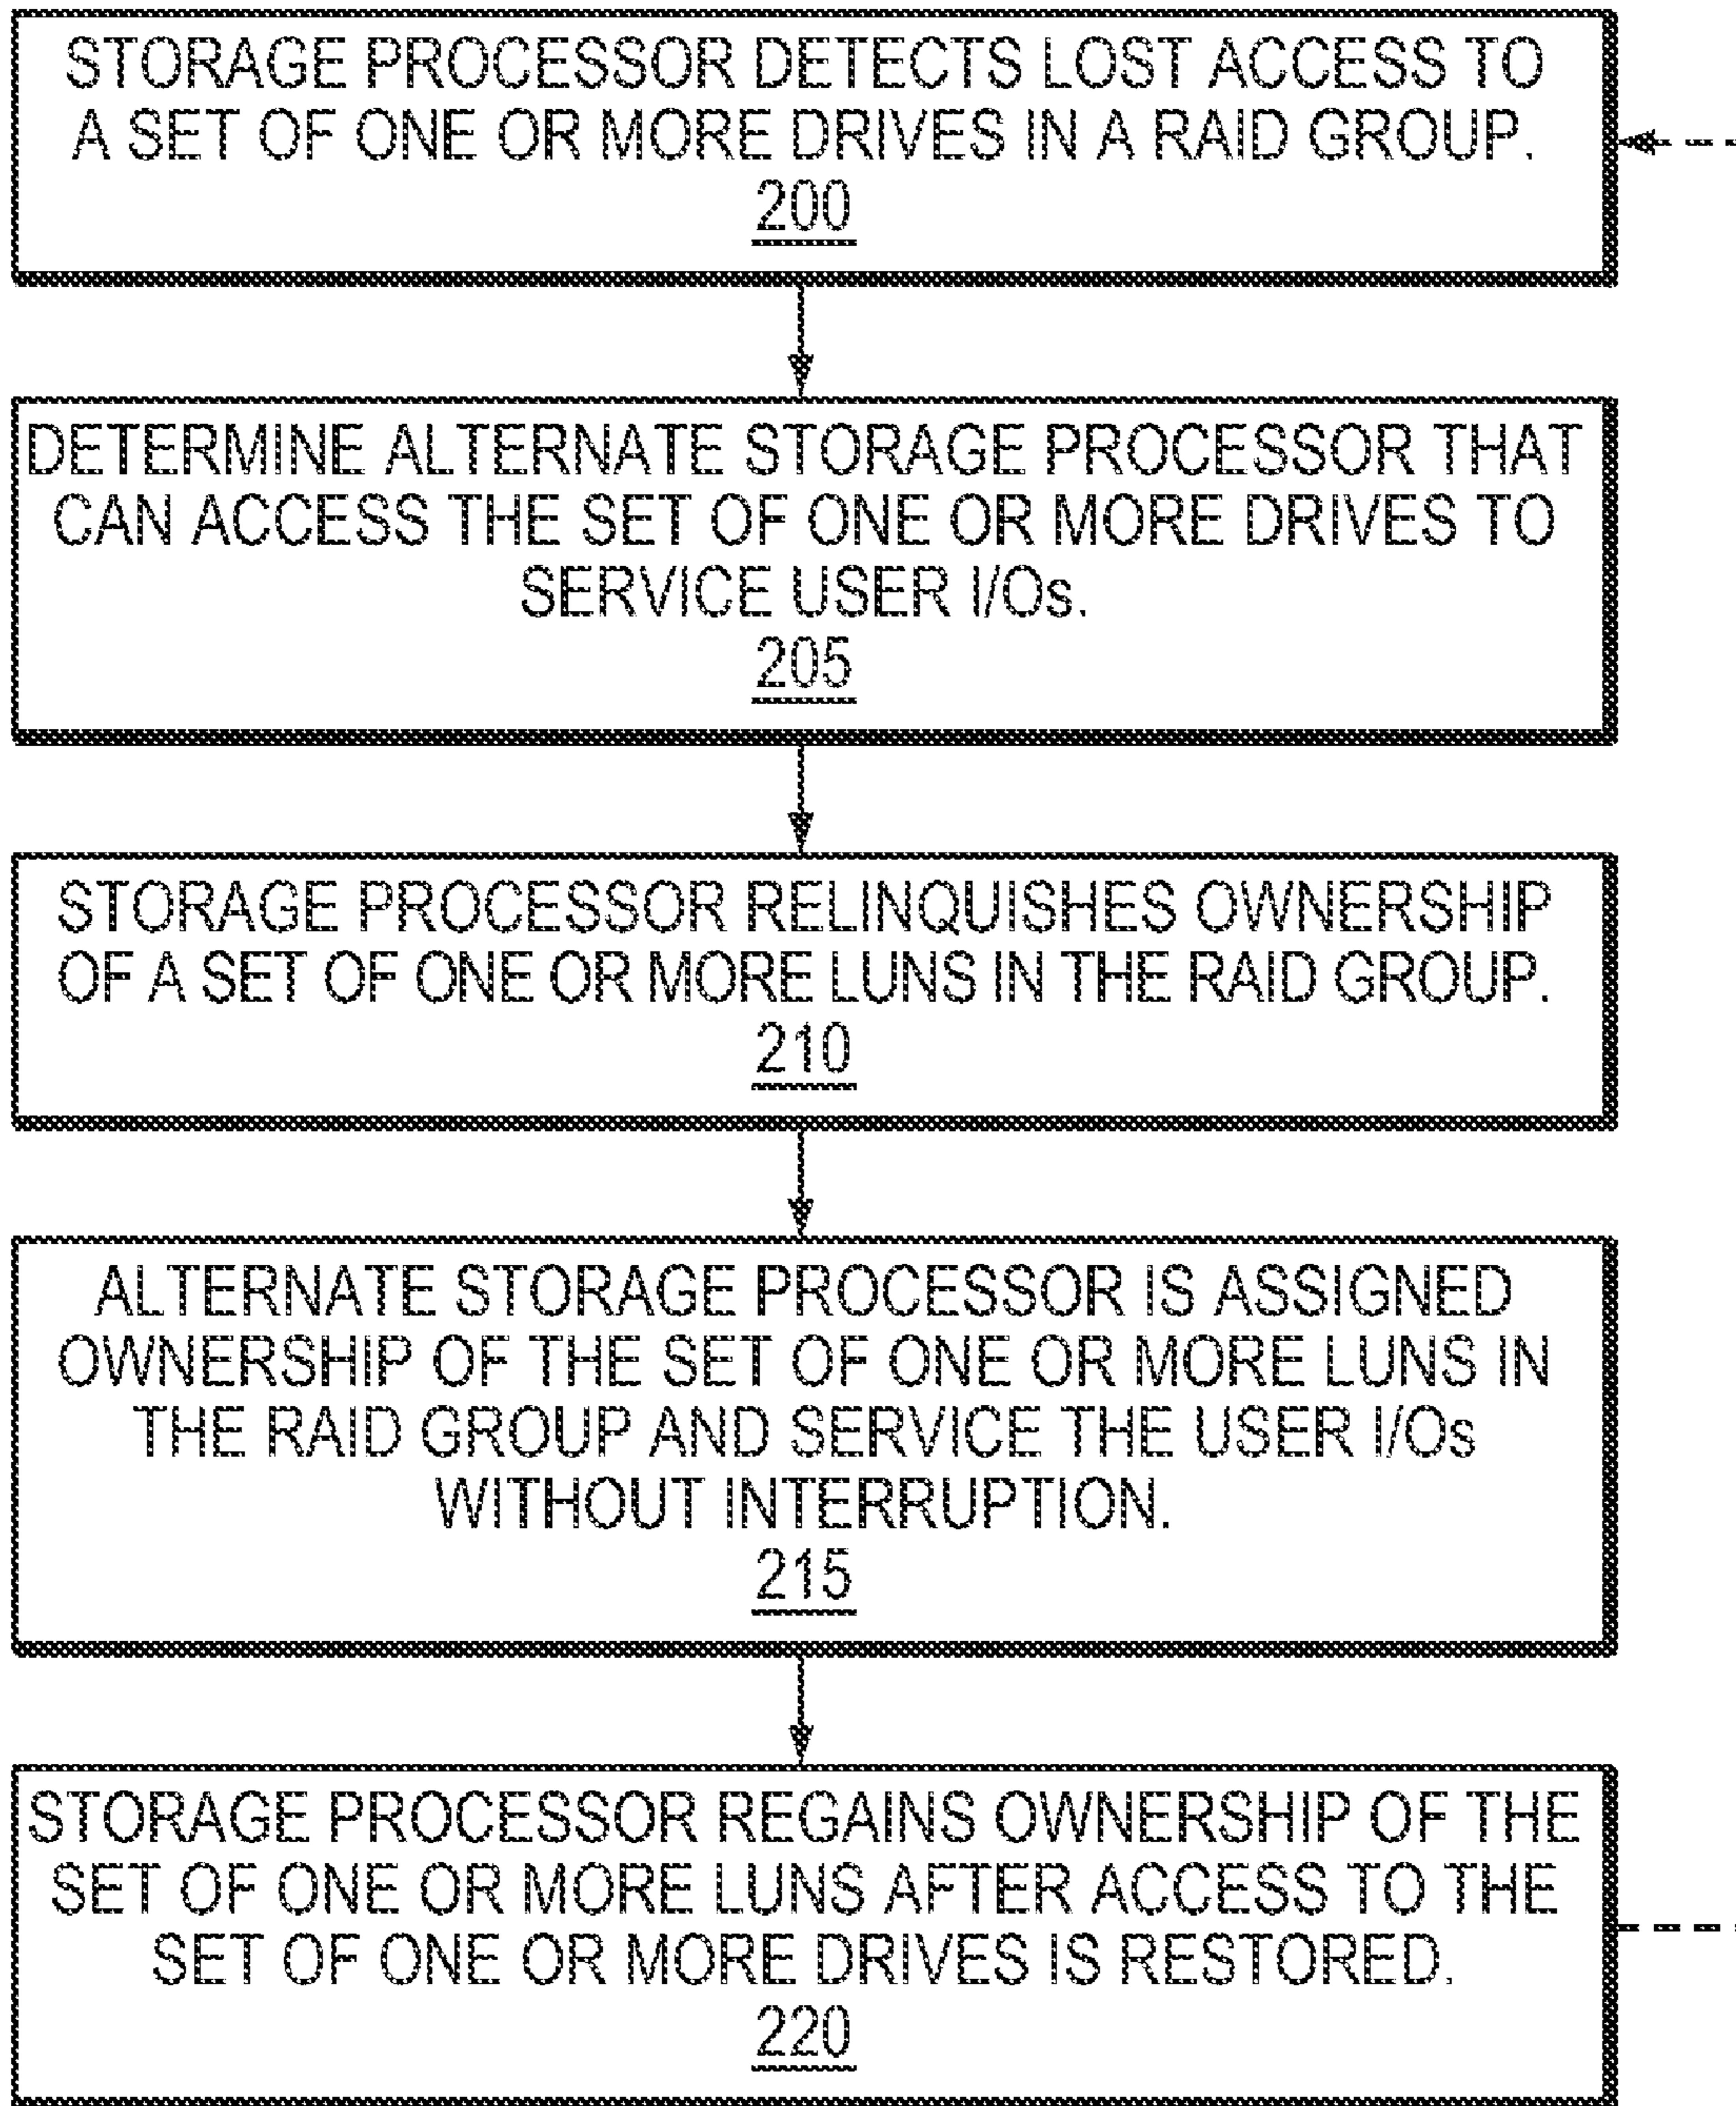 STORAGE PROCESSOR DETECTS LOST ACCESS TO
A SET OF ONE OR MORE DRIVES IN A RAID GROUP.
200
DETERMINE ALTERNATE STORAGE PROCESSOR THAT
CAN ACCESS THE SET OF ONE OR MORE DRIVES TO
SERVICE USER I/Os.
205
STORAGE PROCESSOR RELINQUISHES OWNERSHIP
OF A SET OF ONE OR MORE LUNS IN THE RAID GROUP.
210
ALTERNATE STORAGE PROCESSOR IS ASSIGNED
OWNERSHIP OF THE SET OF ONE OR MORE LUNS IN
THE RAID GROUP AND SERVICE THE USER I/Os
WITHOUT INTERRUPTION.
215
STORAGE PROCESSOR REGAINS OWNERSHIP OF THE
SET OF ONE OR MORE LUNS AFTER ACCESS TO THE
SET OF ONE OR MORE DRIVES IS RESTORED.
220